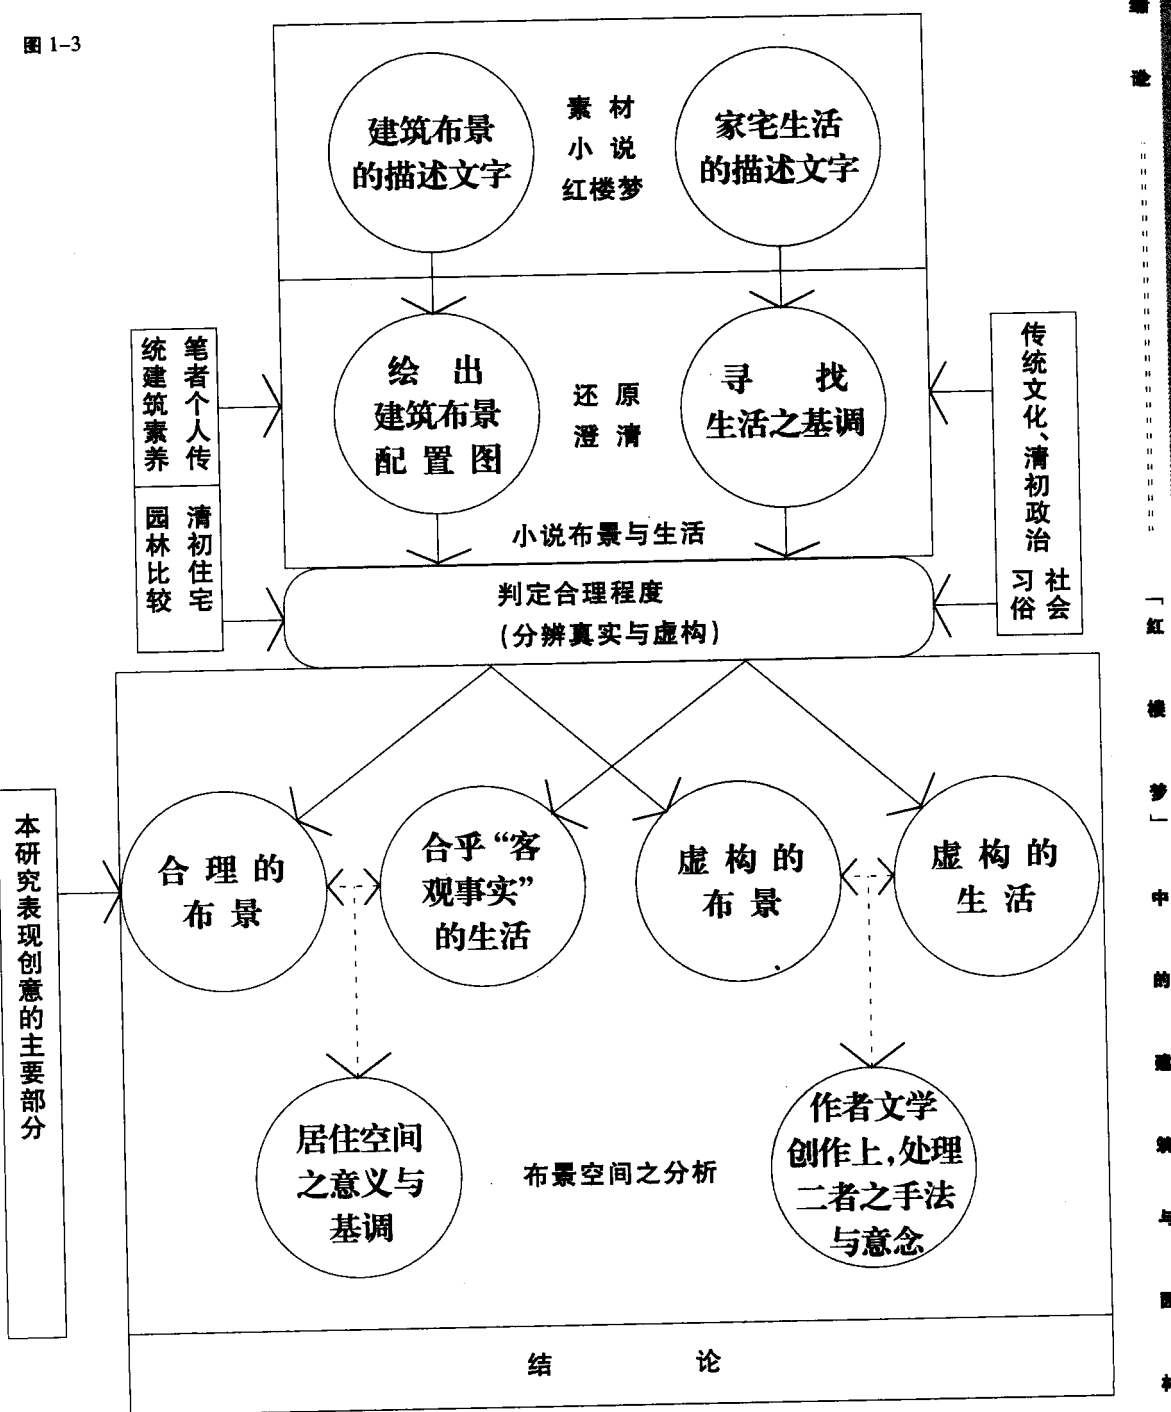 图 1-3
建筑布景
的描述文字
素 材
小 说
红楼梦
家宅生活
的描述文字
笔者个人传
统建筑素养
清初住宅
园林比较
绘 出
建筑布景
配 置 图
还 原
澄 清
寻 找
生活之基调
传统文化、清初政治
社会
习俗
小说布景与生活
判定合理程度
(分辨真实与虚构)
本研究表现创意的主要部分
合 理 的
布 景
合乎“客
观事实”
的生活
虚 构 的
布 景
虚 构 的
生 活
居住空间
之意义与
基调
布景空间之分析
作者文学
创作上,处理
二者之手法
与意念
结 论
论
「红楼梦」中的建筑与